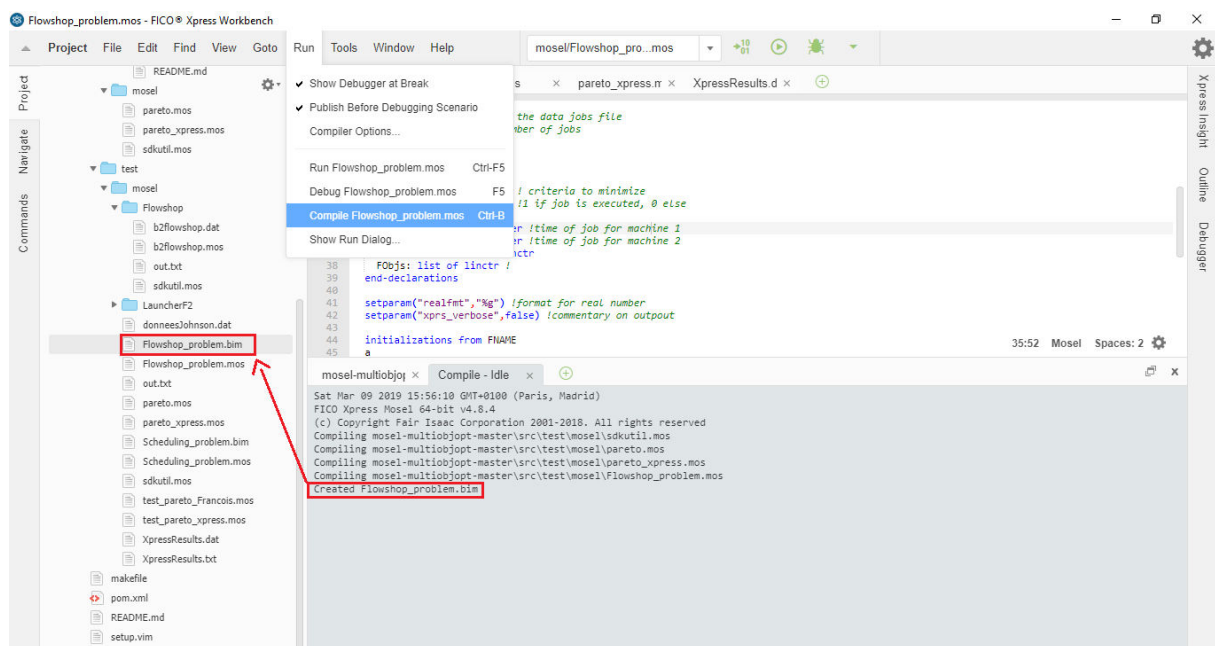 Flowshop_problem.mos - FICO® Xpress Workbench
Project File Edit Find View Goto Run Tools Window Help mosel/Flowshop_pro...mos
Project
Navigate
Commands
README.md
mosel
pareto.mos
pareto_xpress.mos
sdkutil.mos
test
mosel
Flowshop
b2flowshop.dat
b2flowshop.mos
out.txt
sdkutil.mos
LauncherF2
donneesJohnson.dat
Flowshop_problem.bim
Flowshop_problem.mos
out.txt
pareto.mos
pareto_xpress.mos
Scheduling_problem.bim
Scheduling_problem.mos
sdkutil.mos
test_pareto_Francois.mos
test_pareto_xpress.mos
XpressResults.dat
XpressResults.txt
makefile
pom.xml
README.md
setup.vim
Show Debugger at Break
Publish Before Debugging Scenario
Compiler Options...
Run Flowshop_problem.mos Ctrl-F5
Debug Flowshop_problem.mos F5
Compile Flowshop_problem.mos Ctrl-B
Show Run Dialog...
s × pareto_xpress.m × XpressResults.d ×
the data jobs file
mber of jobs
! criteria to minimize
!1 if job is executed, 0 else
er !time of job for machine 1
er !time of job for machine 2
nctr
38 FObjs: list of linctr !
39 end-declarations
40
41 setparam("realfmt","%g") !format for real number
42 setparam("xprs_verbose",false) !commentary on outpout
43
44 initializations from FNAME
45 a
35:52 Mosel Spaces: 2
mosel-multiobjo × Compile - Idle ×
Sat Mar 09 2019 15:56:10 GMT+0100 (Paris, Madrid)
FICO Xpress Mosel 64-bit v4.8.4
(c) Copyright Fair Isaac Corporation 2001-2018. All rights reserved
Compiling mosel-multiobjopt-master\src\test\mosel\sdkutil.mos
Compiling mosel-multiobjopt-master\src\test\mosel\pareto.mos
Compiling mosel-multiobjopt-master\src\test\mosel\pareto_xpress.mos
Compiling mosel-multiobjopt-master\src\test\mosel\Flowshop_problem.mos
Created Flowshop_problem.bim
Xpress Insight
Outline
Debugger